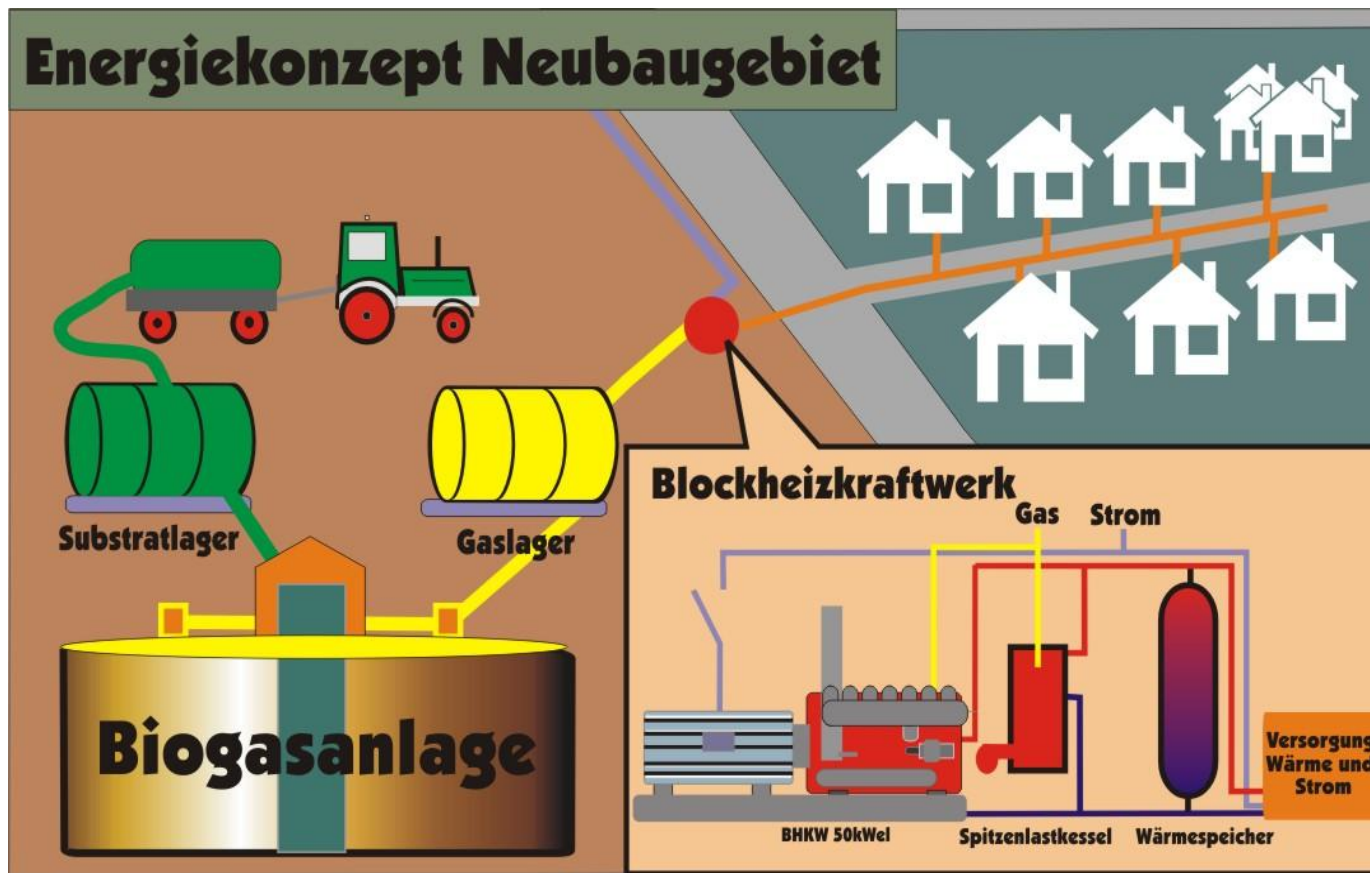 Energiekonzept Neubaugebiet
Substratlager
Gaslager
Biogasanlage
Blockheizkraftwerk
Gas
Strom
Versorgung
Wärme und
Strom
BHKW 50kWel
Spitzenlastkessel
Wärmespeicher